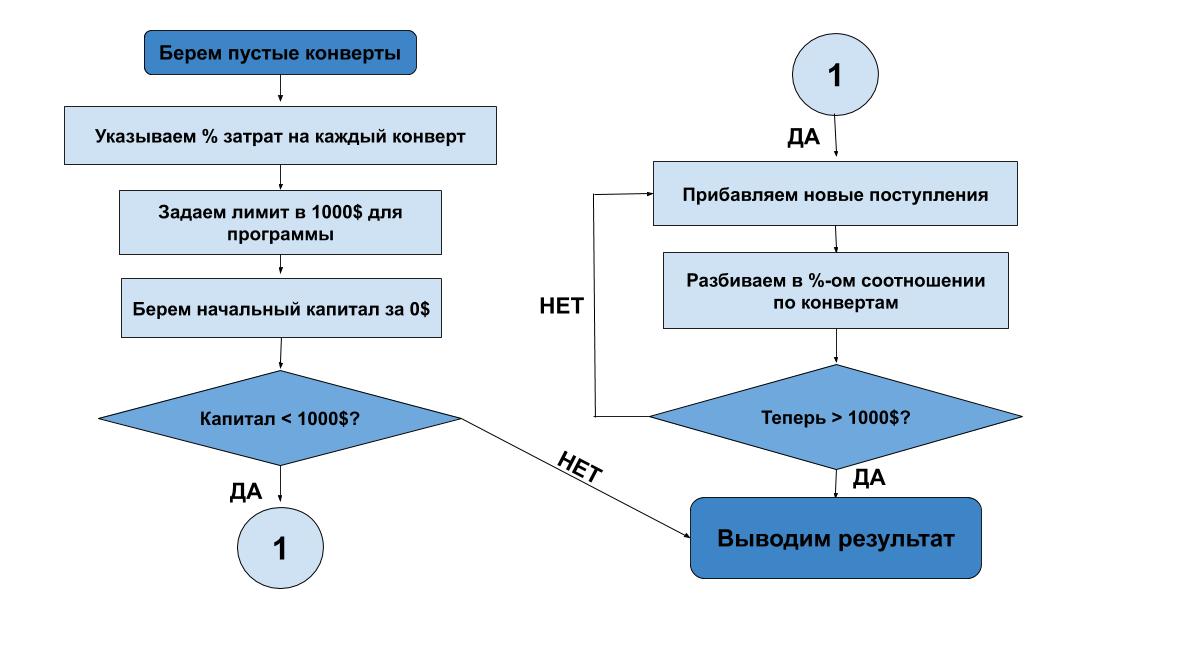 Берем пустые конверты
Указываем % затрат на каждый конверт
Задаем лимит в 1000$ для
программы
Берем начальный капитал за 0$
Капитал < 1000$?
ДА
1
НЕТ
1
ДА
Прибавляем новые поступления
Разбиваем в %-ом соотношении
по конвертам
НЕТ
Теперь > 1000$?
ДА
Выводим результат